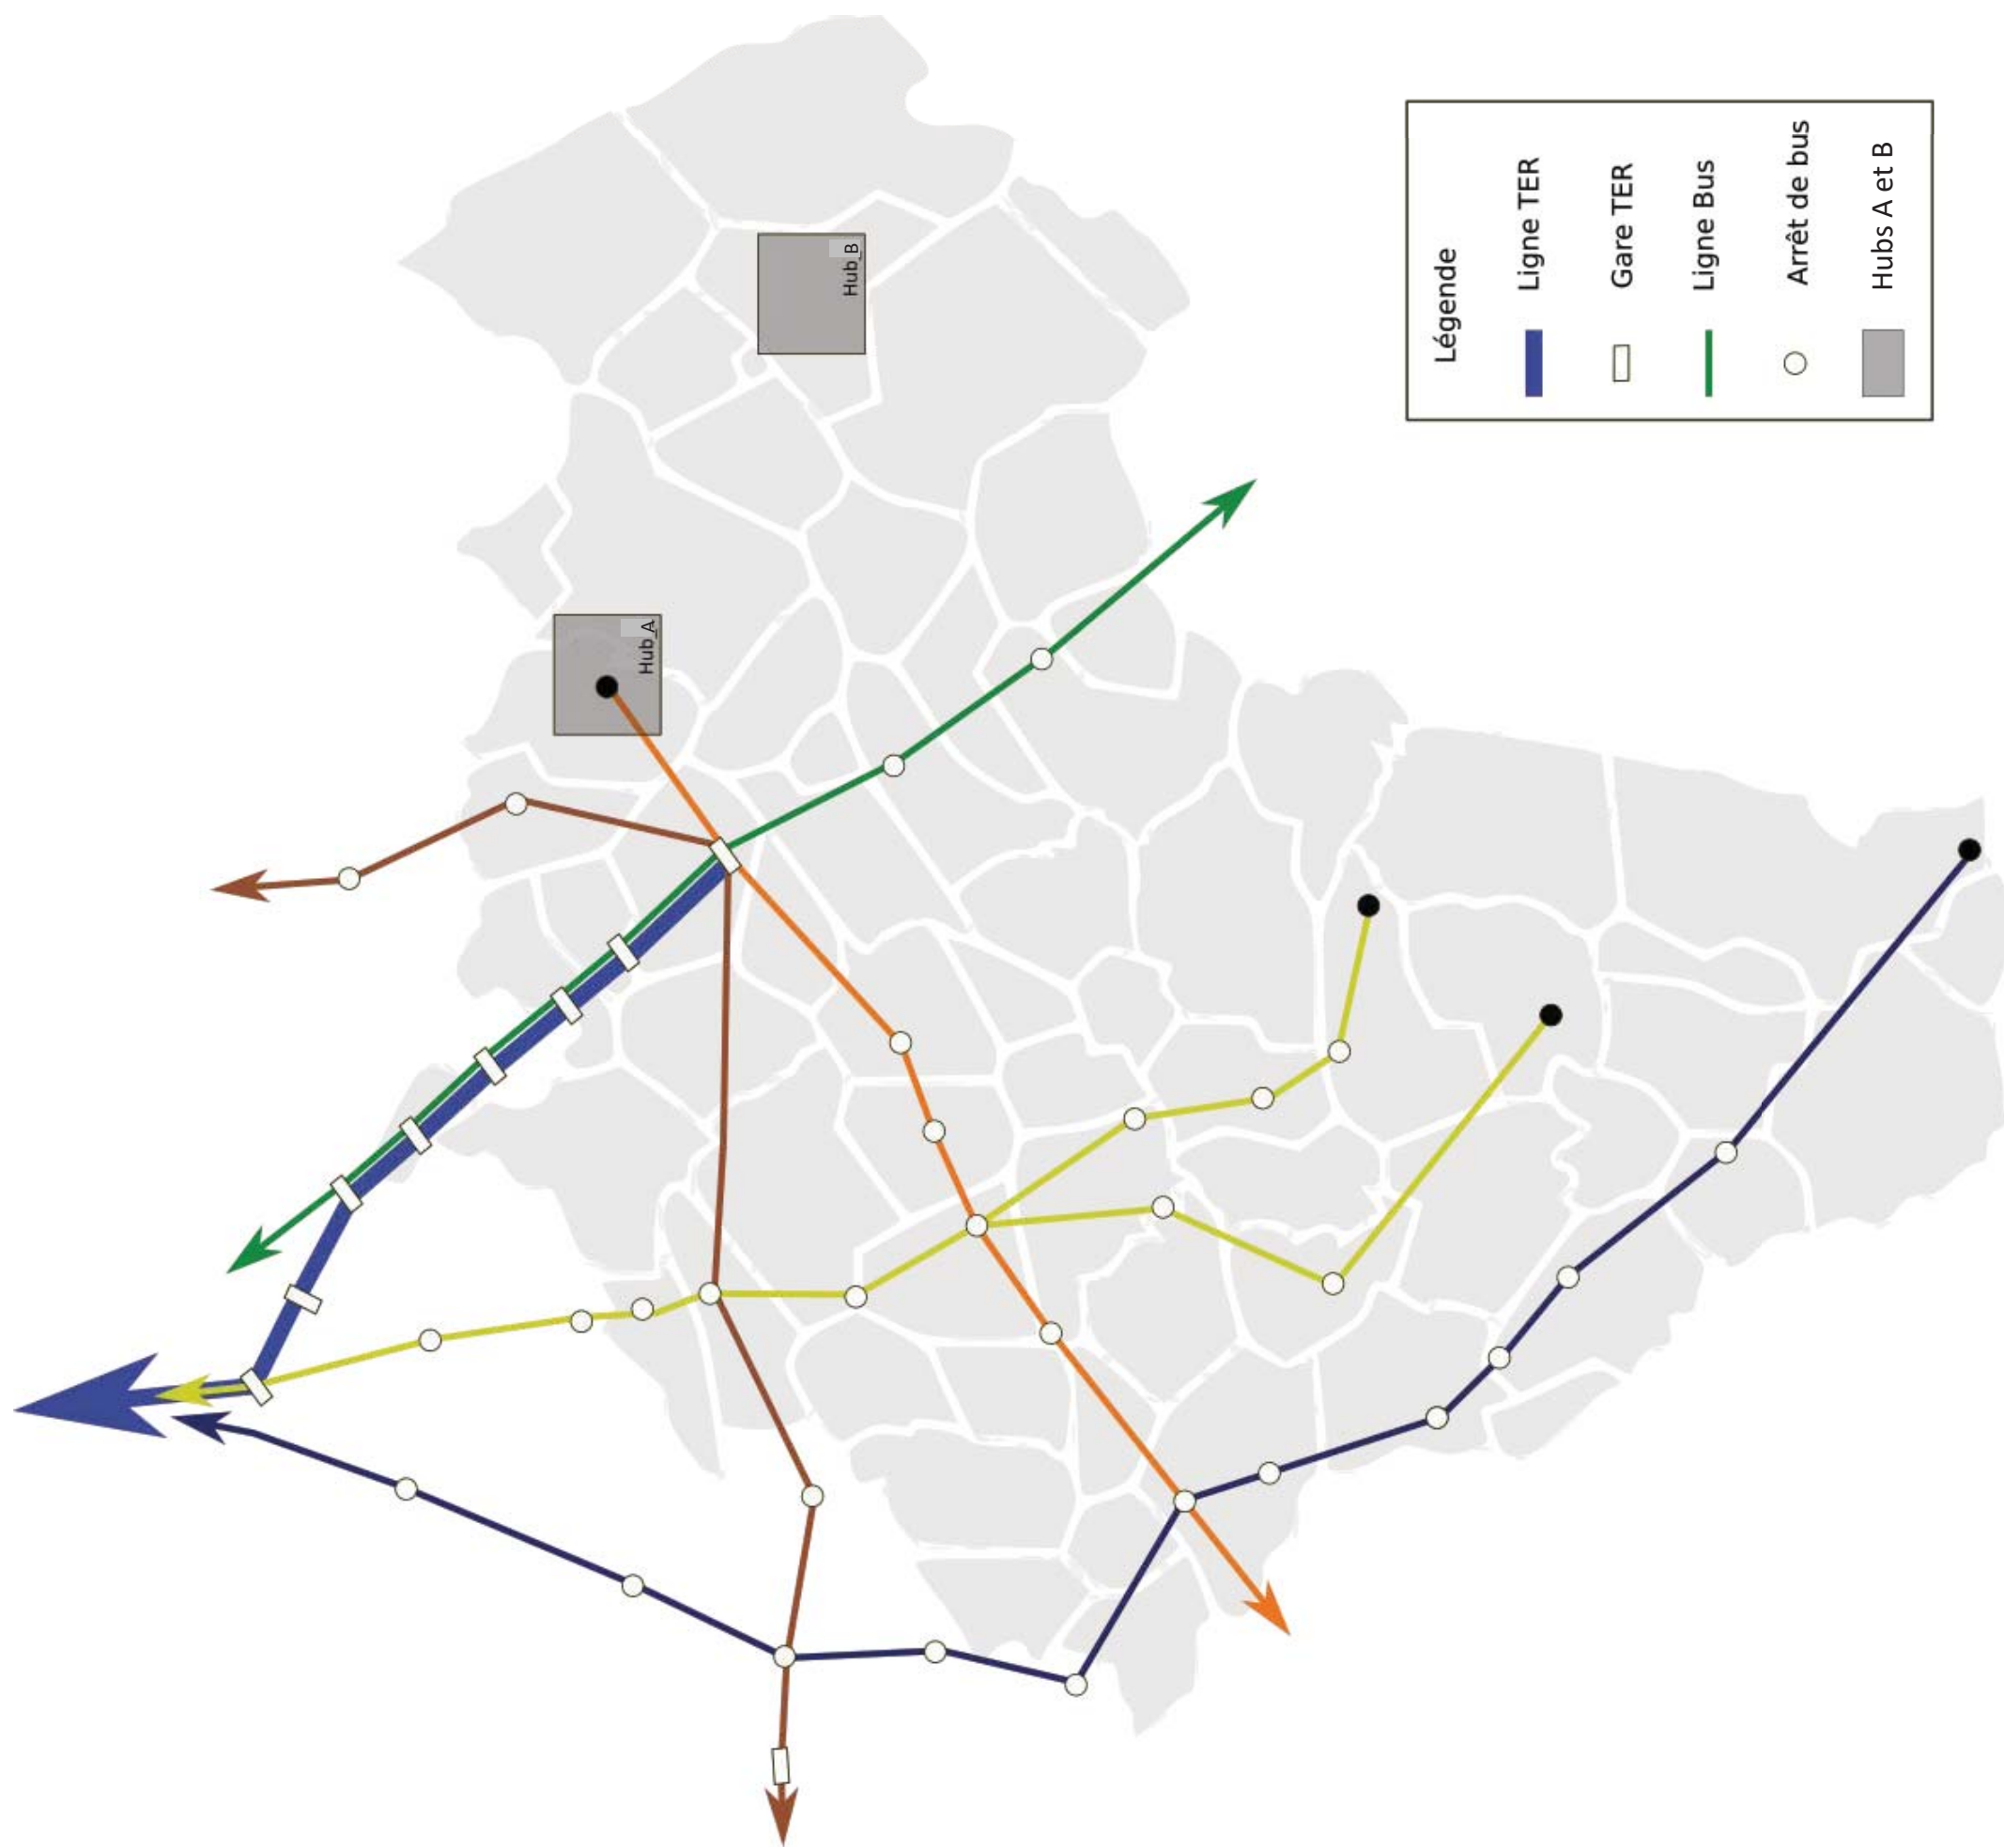 Hub_A
Hub_B
Légende
Ligne TER
Gare TER
Ligne Bus
Arrêt de bus
Hubs A et B